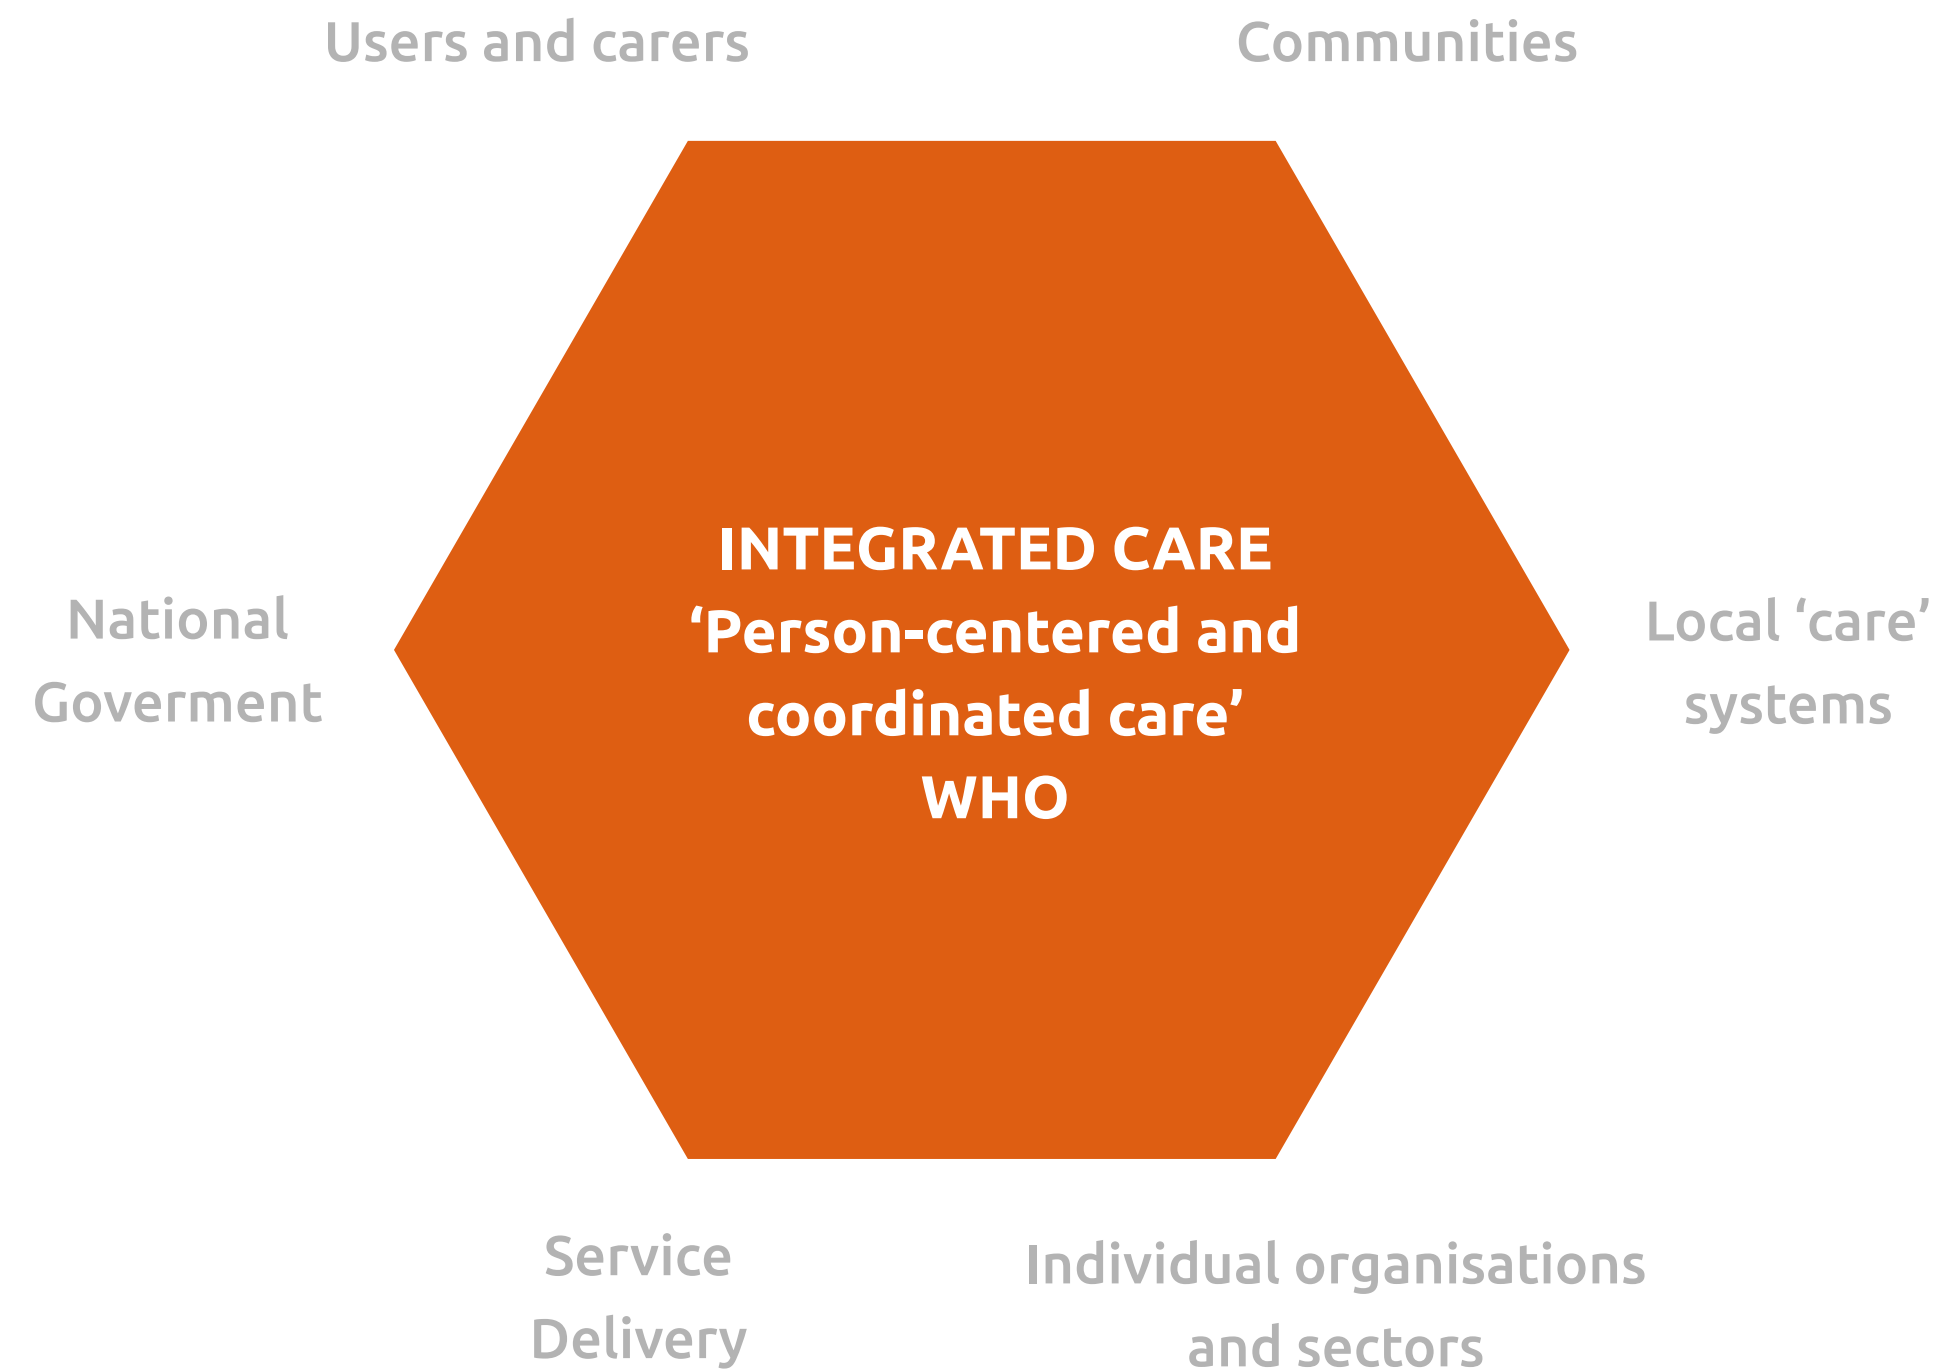 Users and carers
Communities
INTEGRATED CARE
‘Person-centered and
coordinated care’
WHO
National
Goverment
Local ‘care’
systems
Service
Delivery
Individual organisations
and sectors